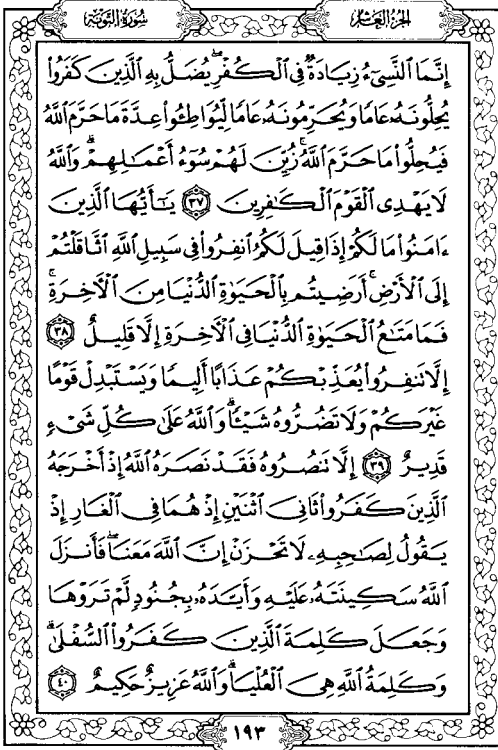 الجزء العاشر
سورة التوبة
إِنَّمَا ٱلنَّسِىٓءُ زِيَادَةٌ فِى ٱلْكُفْرِ ۖ يُضَلُّ بِهِ ٱلَّذِينَ كَفَرُوا۟
يُحِلُّونَهُۥ عَامًا وَيُحَرِّمُونَهُۥ عَامًا لِّيُوَاطِـُٔوا۟ عِدَّةَ مَا حَرَّمَ ٱللَّهُ
فَيُحِلُّوا۟ مَا حَرَّمَ ٱللَّهُ ۚ زُيِّنَ لَهُمْ سُوٓءُ أَعْمَـٰلِهِمْ ۗ وَٱللَّهُ
لَا يَهْدِى ٱلْقَوْمَ ٱلْكَـٰفِرِينَ ٣٧ يَـٰٓأَيُّهَا ٱلَّذِينَ
ءَامَنُوا۟ مَا لَكُمْ إِذَا قِيلَ لَكُمُ ٱنفِرُوا۟ فِى سَبِيلِ ٱللَّهِ ٱثَّاقَلْتُمْ
إِلَى ٱلْأَرْضِ ۚ أَرَضِيتُم بِٱلْحَيَوٰةِ ٱلدُّنْيَا مِنَ ٱلْـَٔاخِرَةِ ۚ
فَمَا مَتَـٰعُ ٱلْحَيَوٰةِ ٱلدُّنْيَا فِى ٱلْـَٔاخِرَةِ إِلَّا قَلِيلٌ ٣٨
إِلَّا تَنفِرُوا۟ يُعَذِّبْكُمْ عَذَابًا أَلِيمًا وَيَسْتَبْدِلْ قَوْمًا
غَيْرَكُمْ وَلَا تَضُرُّوهُ شَيْـًٔا ۗ وَٱللَّهُ عَلَىٰ كُلِّ شَىْءٍ
قَدِيرٌ ٣٩ إِلَّا تَنصُرُوهُ فَقَدْ نَصَرَهُ ٱللَّهُ إِذْ أَخْرَجَهُ
ٱلَّذِينَ كَفَرُوا۟ ثَانِىَ ٱثْنَيْنِ إِذْ هُمَا فِى ٱلْغَارِ إِذْ
يَقُولُ لِصَـٰحِبِهِۦ لَا تَحْزَنْ إِنَّ ٱللَّهَ مَعَنَا ۖ فَأَنزَلَ
ٱللَّهُ سَكِينَتَهُۥ عَلَيْهِ وَأَيَّدَهُۥ بِجُنُودٍ لَّمْ تَرَوْهَا
وَجَعَلَ كَلِمَةَ ٱلَّذِينَ كَفَرُوا۟ ٱلسُّفْلَىٰ ۗ
وَكَلِمَةُ ٱللَّهِ هِىَ ٱلْعُلْيَا ۗ وَٱللَّهُ عَزِيزٌ حَكِيمٌ ٤٠
١٩٣